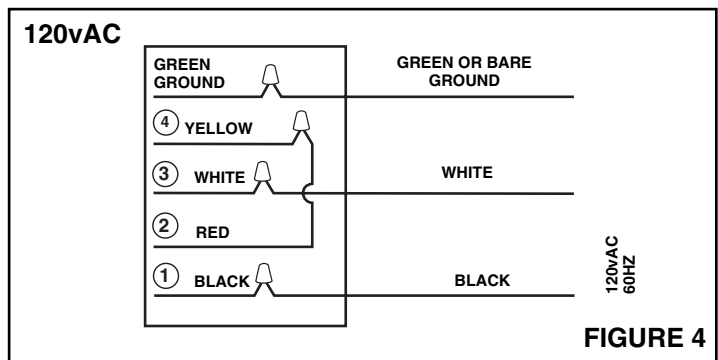 120vAC
GREEN
GROUND
GREEN OR BARE
GROUND
4 YELLOW
3 WHITE
WHITE
2 RED
1 BLACK
BLACK
120vAC
60HZ
FIGURE 4